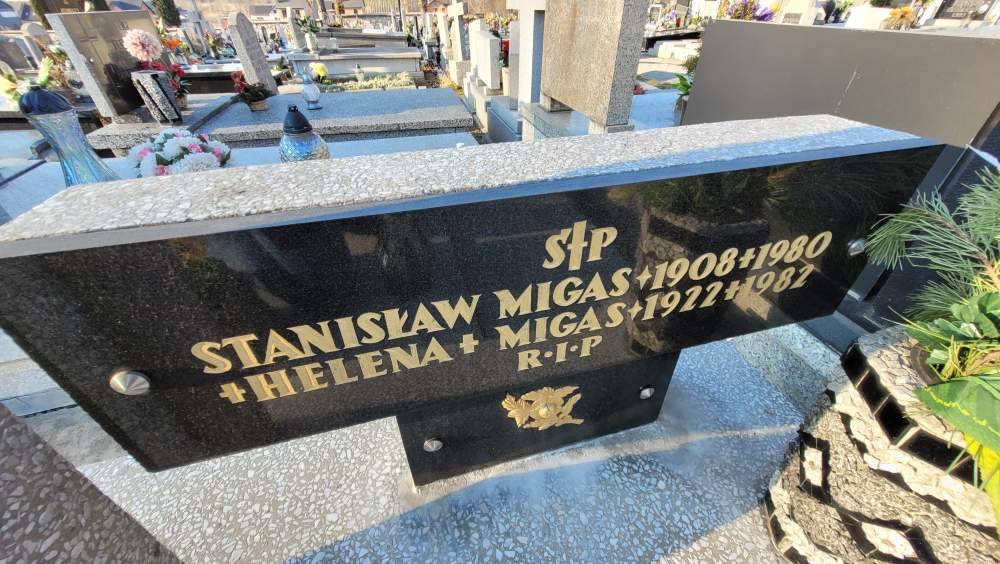 S†P
STANISŁAW MIGAS ✦ 1908 ✝ 1980
✝ HELENA ✝ MIGAS ✦ 1922 ✝ 1982
R·I·P